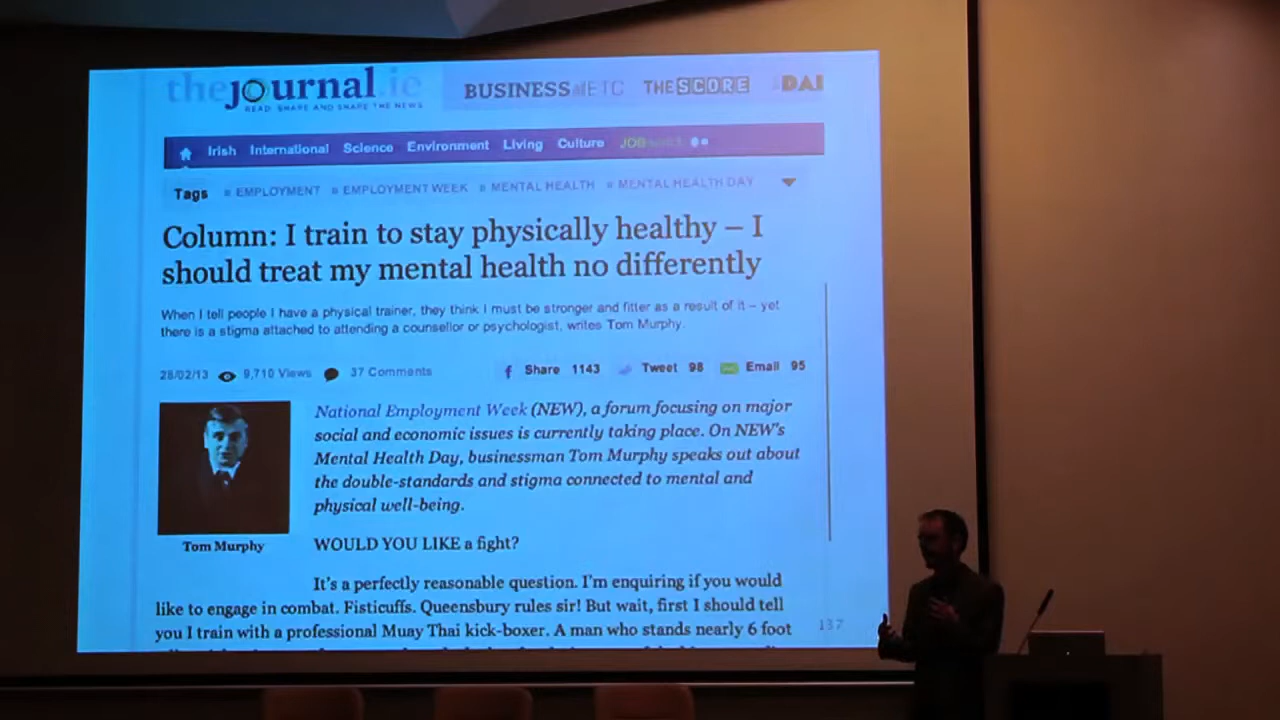 thejournal.ie
READ, SHARE AND SHAPE THE NEWS
BUSINESS ETC THE SCORE DAI
Irish International Science Environment Living Culture
Tags » EMPLOYMENT » EMPLOYMENT WEEK » MENTAL HEALTH » MENTAL HEALTH DAY
Column: I train to stay physically healthy – I
should treat my mental health no differently
When I tell people I have a physical trainer, they think I must be stronger and fitter as a result of it – yet
there is a stigma attached to attending a counsellor or psychologist, writes Tom Murphy.
28/02/13 9,710 Views 37 Comments Share 1143 Tweet 98 Email 95
National Employment Week (NEW), a forum focusing on major
social and economic issues is currently taking place. On NEW's
Mental Health Day, businessman Tom Murphy speaks out about
the double-standards and stigma connected to mental and
physical well-being.
Tom Murphy
WOULD YOU LIKE a fight?
It's a perfectly reasonable question. I'm enquiring if you would
like to engage in combat. Fisticuffs. Queensbury rules sir! But wait, first I should tell
you I train with a professional Muay Thai kick-boxer. A man who stands nearly 6 foot
137